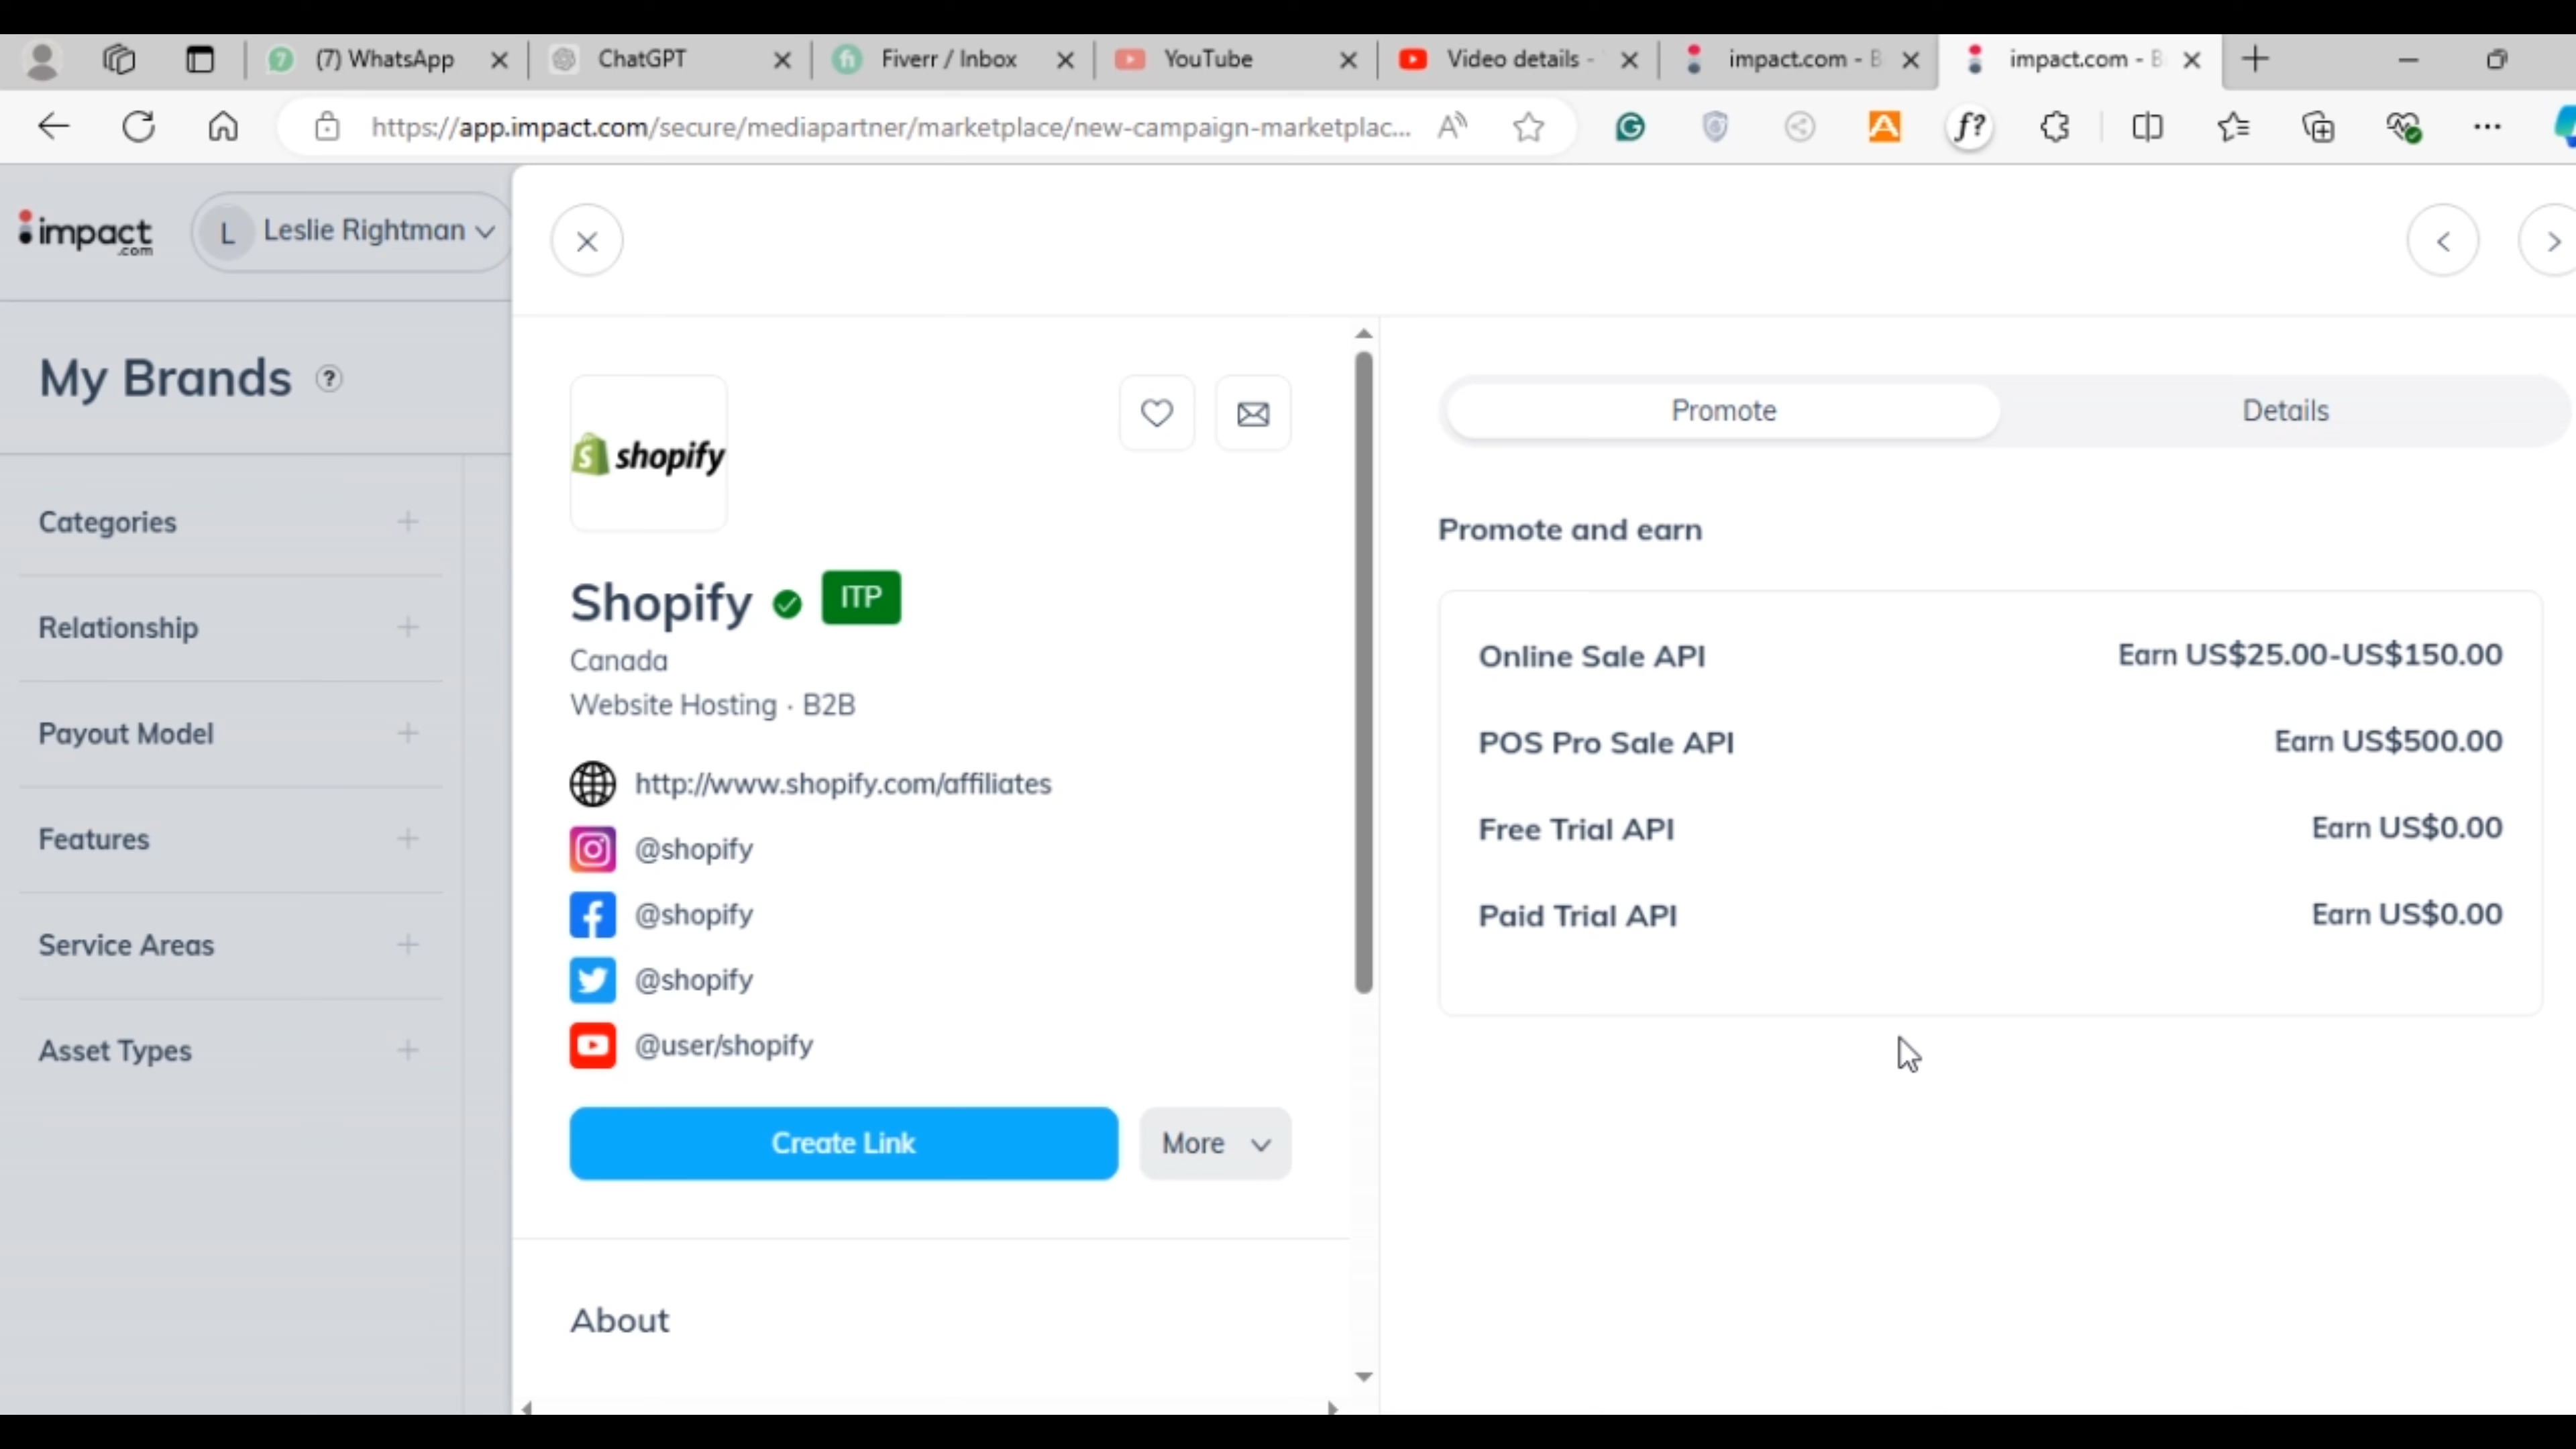 (7) WhatsApp
ChatGPT
Fiverr / Inbox
YouTube
Video details -
impact.com - B
impact.com - B
https://app.impact.com/secure/mediapartner/marketplace/new-campaign-marketplac...
impact
.com
L
Leslie Rightman
My Brands ?
Categories
Relationship
Payout Model
Features
Service Areas
Asset Types
shopify
Shopify
ITP
Canada
Website Hosting · B2B
http://www.shopify.com/affiliates
@shopify
@shopify
@shopify
@user/shopify
Create Link
More
About
Promote
Details
Promote and earn
Online Sale API Earn US$25.00-US$150.00
POS Pro Sale API Earn US$500.00
Free Trial API Earn US$0.00
Paid Trial API Earn US$0.00